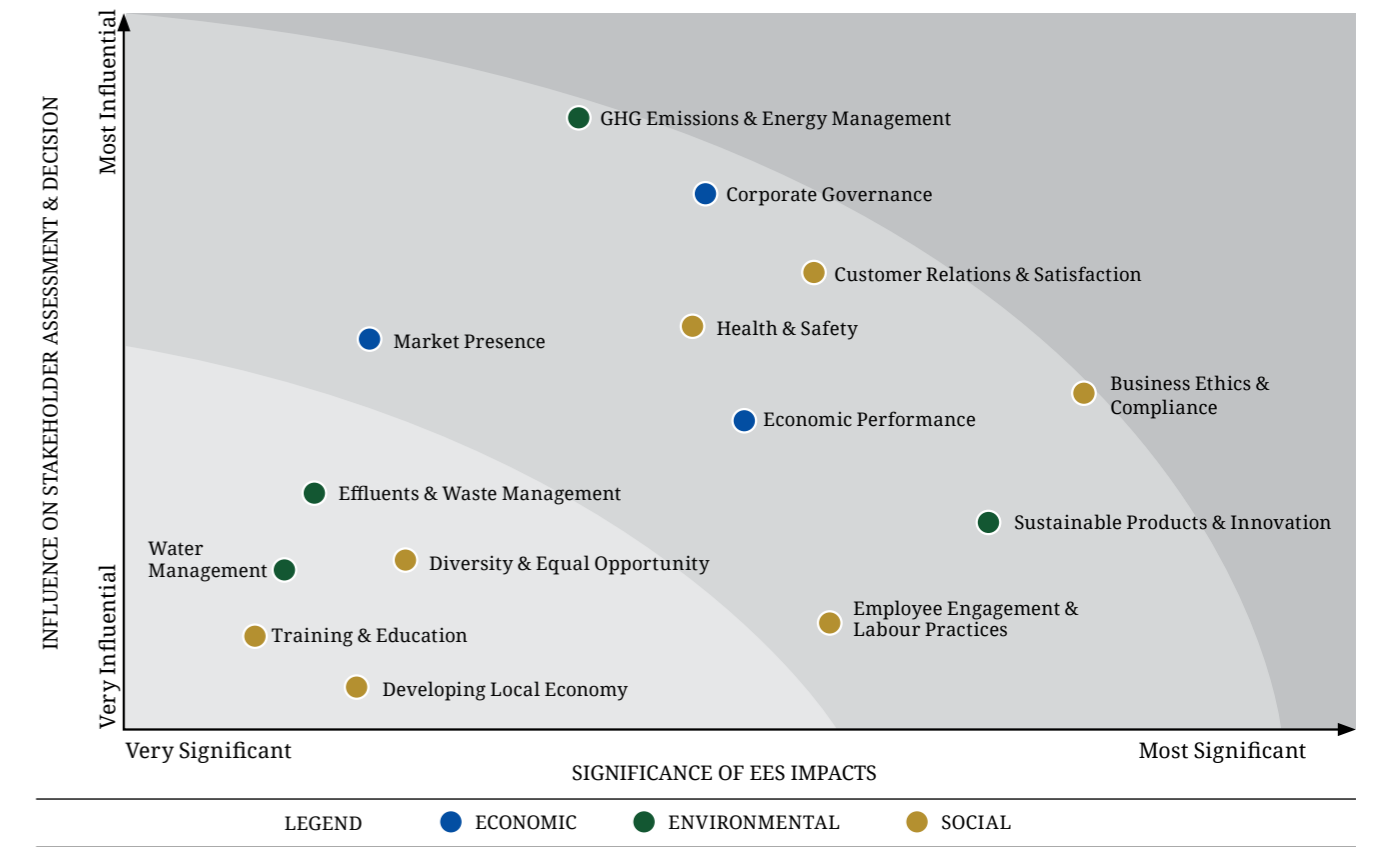 INFLUENCE ON STAKEHOLDER ASSESSMENT & DECISION
Most Influential
Very Influential
GHG Emissions & Energy Management
Corporate Governance
Customer Relations & Satisfaction
Health & Safety
Market Presence
Business Ethics &
Compliance
Economic Performance
Effluents & Waste Management
Sustainable Products & Innovation
Water
Management
Diversity & Equal Opportunity
Employee Engagement &
Labour Practices
Training & Education
Developing Local Economy
Very Significant
Most Significant
SIGNIFICANCE OF EES IMPACTS
LEGEND
ECONOMIC
ENVIRONMENTAL
SOCIAL